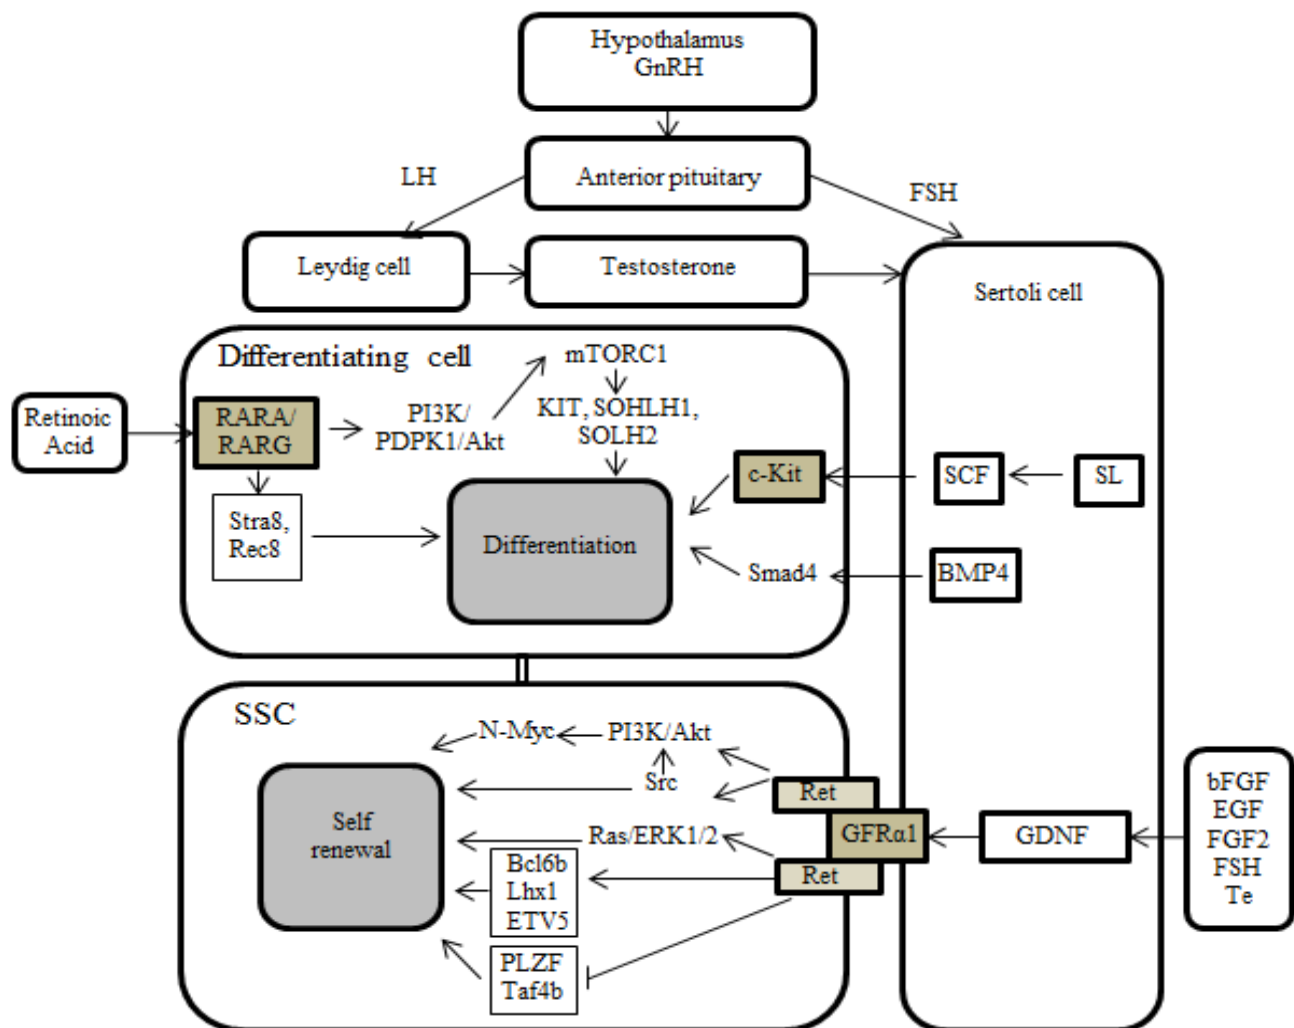 Hypothalamus
GnRH
LH
Anterior pituitary
FSH
Leydig cell
Testosterone
Sertoli cell
Differentiating cell
mTORC1
Retinoic
Acid
RARA/
RARG
PI3K/
PDPK1/Akt
KIT, SOHLH1,
SOLH2
c-Kit
SCF
SL
Stra8,
Rec8
Differentiation
Smad4
BMP4
SSC
N-Myc
PI3K/Akt
Src
Ret
Self
renewal
Ras/ERK1/2
GFRα1
GDNF
bFGF
EGF
FGF2
FSH
Te
Bcl6b
Lhx1
ETV5
Ret
PLZF
Taf4b